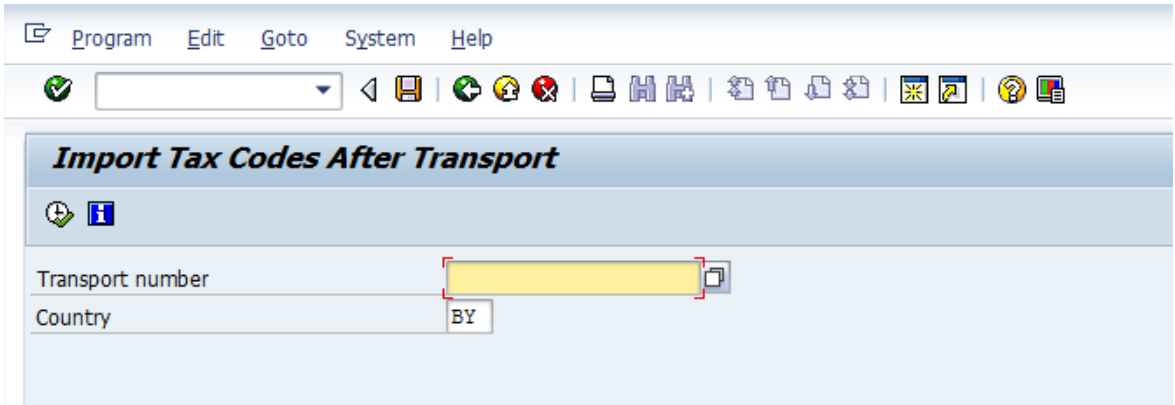 Program Edit Goto System Help
Import Tax Codes After Transport
Transport number
Country BY